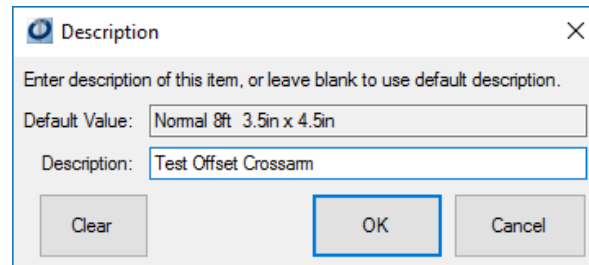 Description
Enter description of this item, or leave blank to use default description.
Default Value: Normal 8ft  3.5in x 4.5in
Description: Test Offset Crossarm
Clear OK Cancel